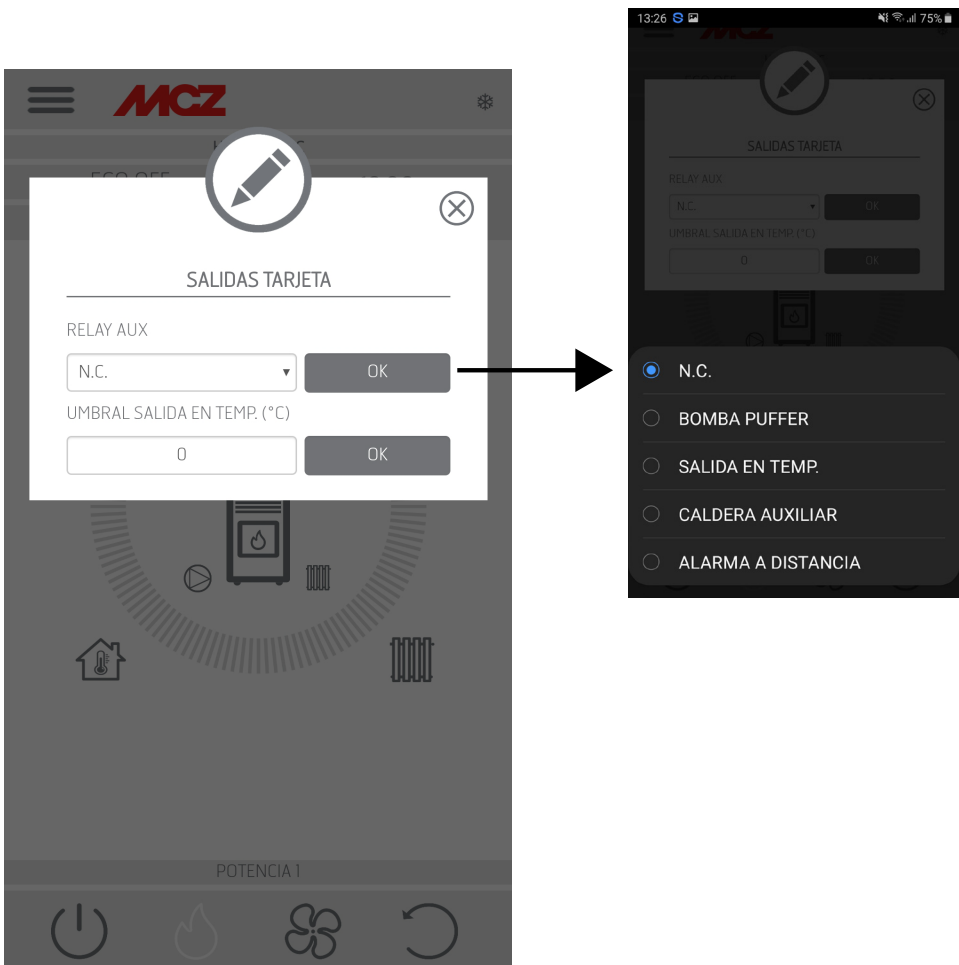 MCZ
SALIDAS TARJETA
RELAY AUX
N.C.
OK
UMBRAL SALIDA EN TEMP. (°C)
0
OK
POTENCIA 1
13:26
75%
SALIDAS TARJETA
RELAY AUX
N.C.
OK
UMBRAL SALIDA EN TEMP. (°C)
0
OK
N.C.
BOMBA PUFFER
SALIDA EN TEMP.
CALDERA AUXILIAR
ALARMA A DISTANCIA